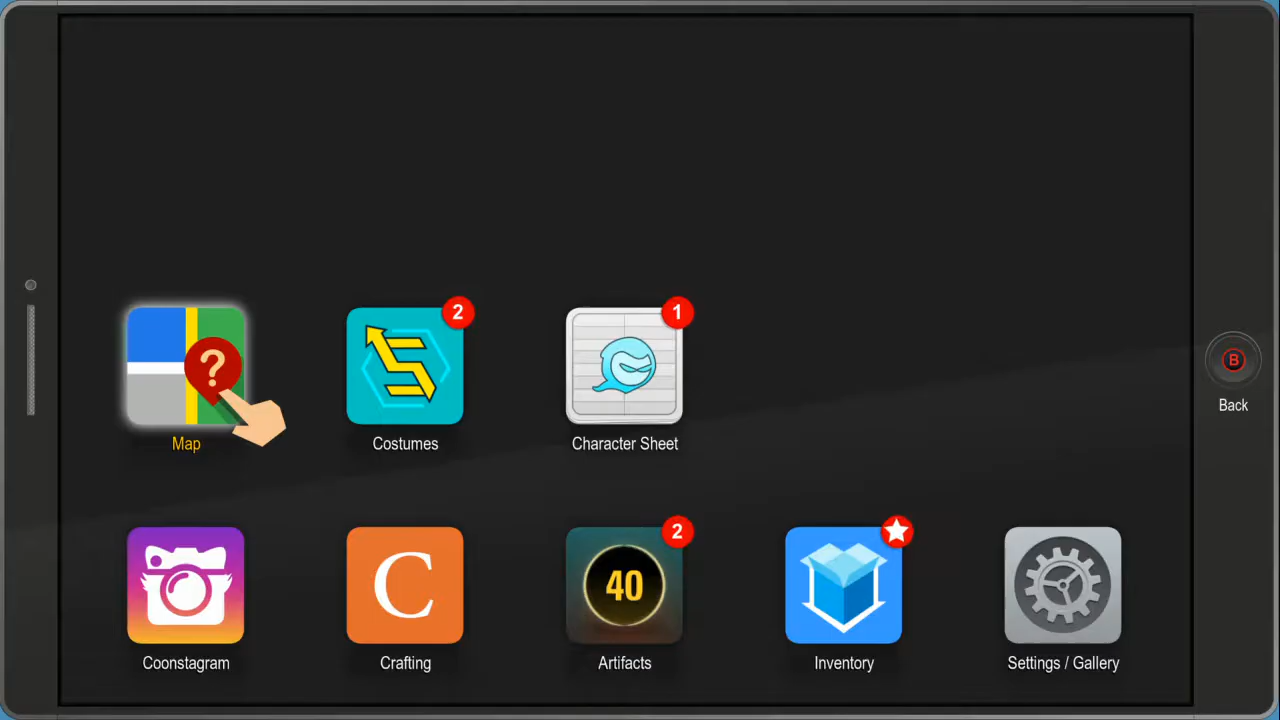 ?
2
1
Map
Costumes
Character Sheet
B
Back
C
2
40
Coonstagram
Crafting
Artifacts
Inventory
Settings / Gallery